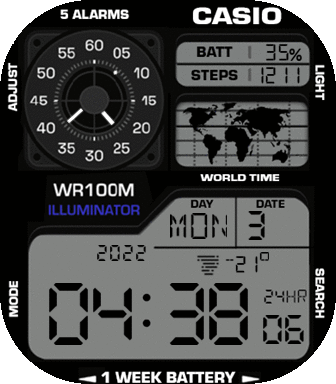 5 ALARMS
CASIO
ADJUST
60
55 05
50 10
45 15
40 20
35 25
30
BATT 35%
STEPS 1211
LIGHT
WORLD TIME
WR100M
ILLUMINATOR
DAY DATE
MON 3
2022
-21°
04:38
24HR
06
MODE
SEARCH
1 WEEK BATTERY